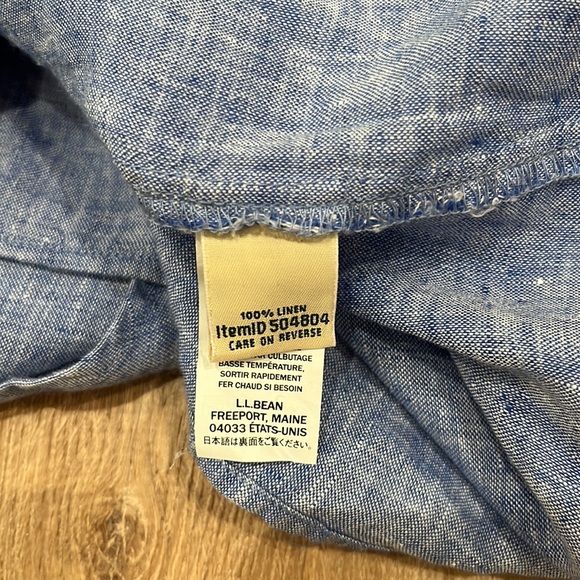 100% LINEN
ItemID 504804
CARE ON REVERSE
CULBUTAGE
BASSE TEMPÉRATURE,
SORTIR RAPIDEMENT
FER CHAUD SI BESOIN
L.L.BEAN
FREEPORT, MAINE
04033 ÉTATS-UNIS
日本語は裏面をご覧ください。